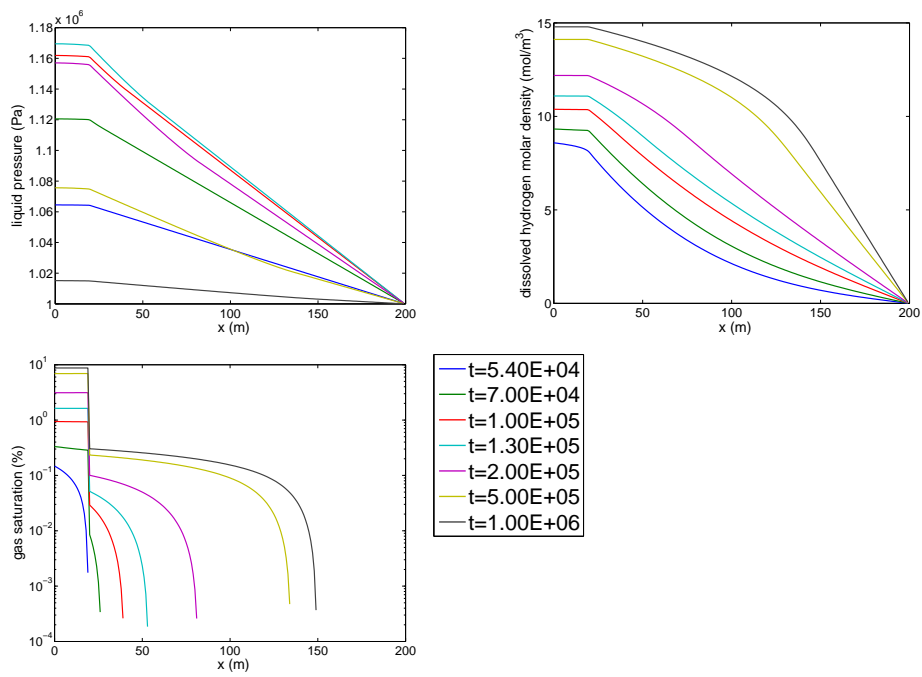 x 10^6
1.18
1.16
1.14
1.12
1.1
1.08
1.06
1.04
1.02
1
0 50 100 150 200
x (m)
liquid pressure (Pa)
15
10
5
0
0 50 100 150 200
x (m)
dissolved hydrogen molar density (mol/m^3)
10^1
10^0
10^-1
10^-2
10^-3
10^-4
0 50 100 150 200
x (m)
gas saturation (%)
t=5.40E+04
t=7.00E+04
t=1.00E+05
t=1.30E+05
t=2.00E+05
t=5.00E+05
t=1.00E+06